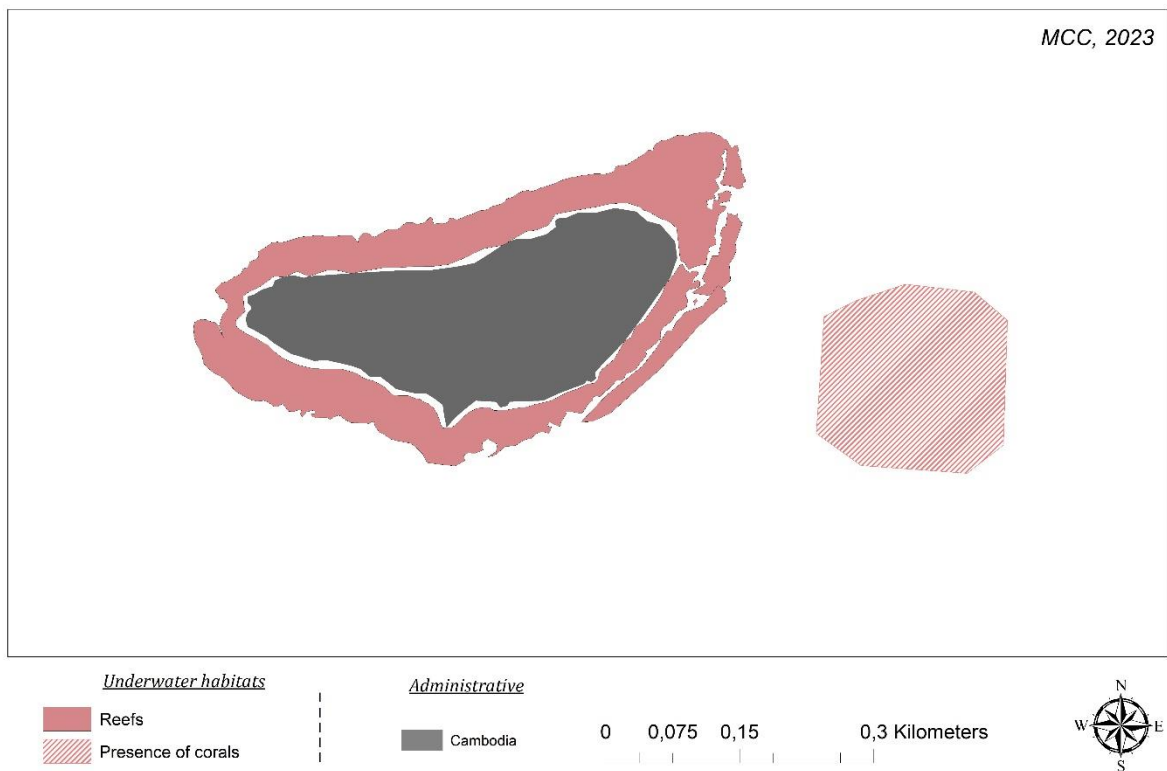 MCC, 2023
Underwater habitats
Reefs
Presence of corals
Administrative
Cambodia
0 0,075 0,15 0,3 Kilometers
N
W E
S